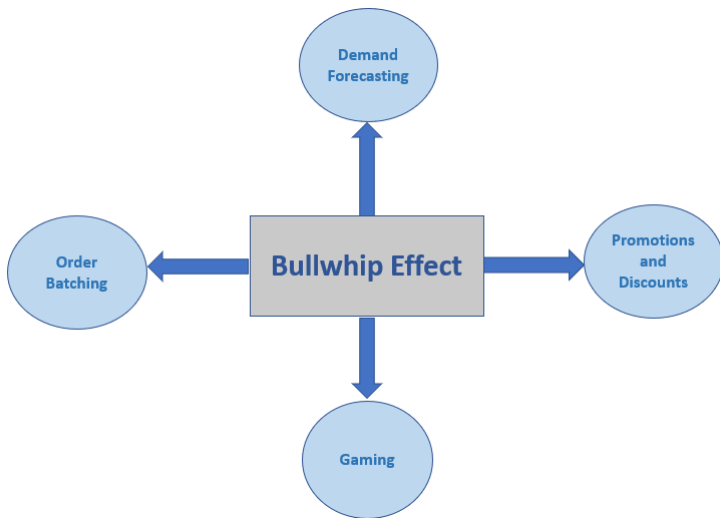 Demand
Forecasting
Order
Batching
Bullwhip Effect
Promotions
and
Discounts
Gaming